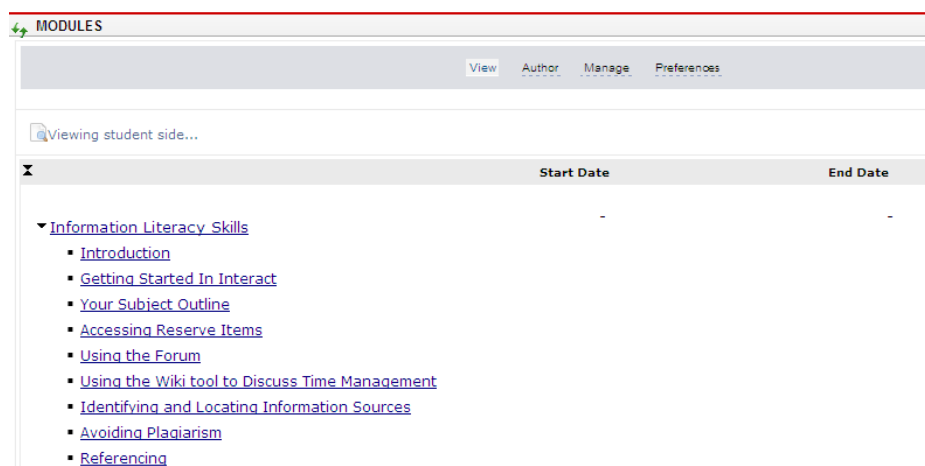 MODULES
View Author Manage Preferences
Viewing student side...
Start Date End Date
Information Literacy Skills - -
Introduction
Getting Started In Interact
Your Subject Outline
Accessing Reserve Items
Using the Forum
Using the Wiki tool to Discuss Time Management
Identifying and Locating Information Sources
Avoiding Plagiarism
Referencing